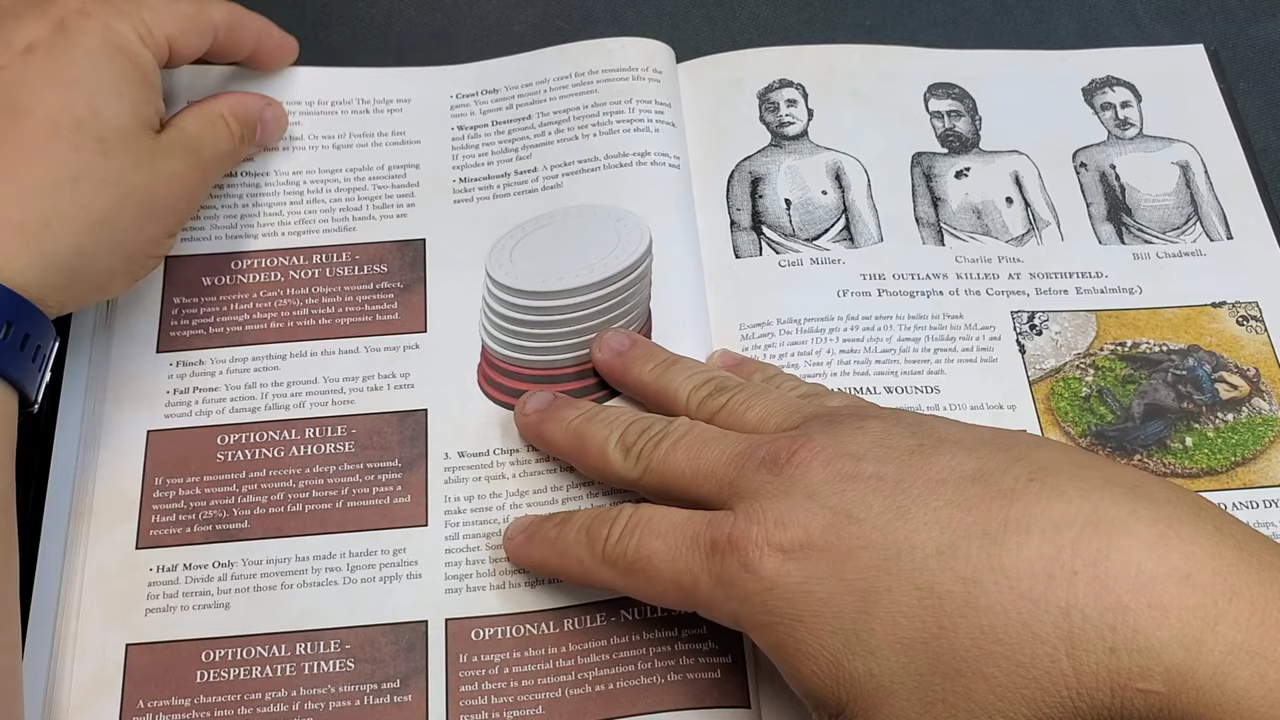 now up for grabs! The Judge may
miniatures to mark the spot
bad. Or was it? Forfeit the first
as you try to figure out the condition
Object: You are no longer capable of grasping
anything, including a weapon, in the associated
Anything currently being held is dropped. Two-handed
such as shotguns and rifles, can no longer be used.
only one good hand, you can only reload 1 bullet in an
Should you have this effect on both hands, you are
reduced to brawling with a negative modifier.
OPTIONAL RULE -
WOUNDED, NOT USELESS
When you receive a Can't Hold Object wound effect,
if you pass a Hard test (25%), the limb in question
is in good enough shape to still wield a two-handed
weapon, but you must fire it with the opposite hand.
• Flinch: You drop anything held in this hand. You may pick
it up during a future action.
• Fall Prone: You fall to the ground. You may get back up
during a future action. If you are mounted, you take 1 extra
wound chip of damage falling off your horse.
OPTIONAL RULE -
STAYING AHORSE
If you are mounted and receive a deep chest wound,
deep back wound, gut wound, groin wound, or spine
wound, you avoid falling off your horse if you pass a
Hard test (25%). You do not fall prone if mounted and
receive a foot wound.
• Half Move Only: Your injury has made it harder to get
around. Divide all future movement by two. Ignore penalties
for bad terrain, but not those for obstacles. Do not apply this
penalty to crawling.
OPTIONAL RULE -
DESPERATE TIMES
A crawling character can grab a horse's stirrups and
pull themselves into the saddle if they pass a Hard test
• Crawl Only: You can only crawl for the remainder of the
game. You cannot mount a horse unless someone lifts you
onto it. Ignore all penalties to movement.
• Weapon Destroyed: The weapon is shot out of your hand
and falls to the ground, damaged beyond repair. If you are
holding two weapons, roll a die to see which weapon is struck.
If you are holding dynamite struck by a bullet or shell, it
explodes in your face!
• Miraculously Saved: A pocket watch, double-eagle coin, or
locket with a picture of your sweetheart blocked the shot and
saved you from certain death!
3. Wound Chips:
represented by white and
ability or quirk, a character
It is up to the Judge and the players
make sense of the wounds given the
For instance, if
still managed
ricochet.
may have been
longer hold
may have had his right
OPTIONAL RULE - NULL
If a target is shot in a location that is behind good
cover of a material that bullets cannot pass through,
and there is no rational explanation for how the wound
could have occurred (such as a ricochet), the wound
result is ignored.
Clell Miller.
Charlie Pitts.
Bill Chadwell.
THE OUTLAWS KILLED AT NORTHFIELD.
(From Photographs of the Corpses, Before Embalming.)
Example: Rolling percentile to find out where his bullets hit Frank
McLaury, Doc Holliday gets a 49 and a 03. The first bullet hits McLaury
in the gut; it causes 1D3+3 wound chips of damage (Holliday rolls a 1 and
3 to get a total of 4), makes McLaury fall to the ground, and limits
None of that really matters, however, as the second bullet
squarely in the head, causing instant death.
ANIMAL WOUNDS
animal, roll a D10 and look up
AND
chips,